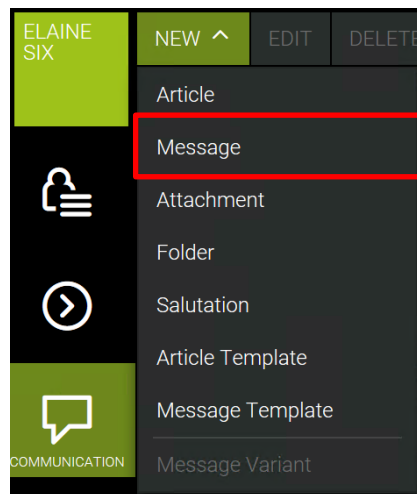 ELAINE
SIX
NEW EDIT DELETE
Article
Message
Attachment
Folder
Salutation
Article Template
Message Template
COMMUNICATION
Message Variant